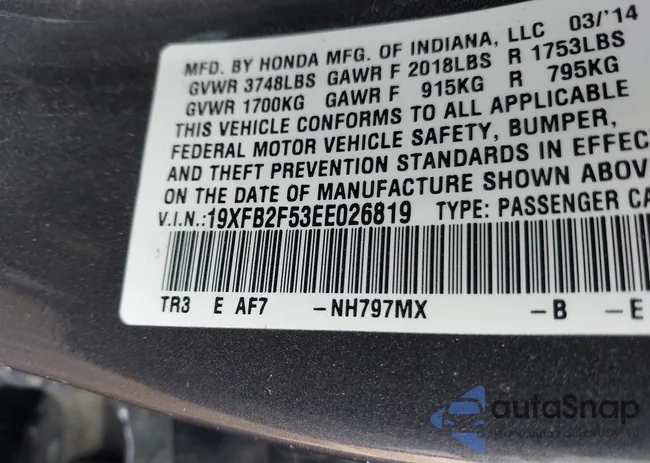 MFD. BY HONDA MFG. OF INDIANA, LLC 03/'14
GVWR 3748LBS GAWR F 2018LBS R 1753LBS
GVWR 1700KG GAWR F 915KG R 795KG
THIS VEHICLE CONFORMS TO ALL APPLICABLE
FEDERAL MOTOR VEHICLE SAFETY, BUMPER,
AND THEFT PREVENTION STANDARDS IN EFFEC
ON THE DATE OF MANUFACTURE SHOWN ABOV
V.I.N.:19XFB2F53EE026819 TYPE: PASSENGER CA
TR3 E AF7 -NH797MX -B -E
autoSnap